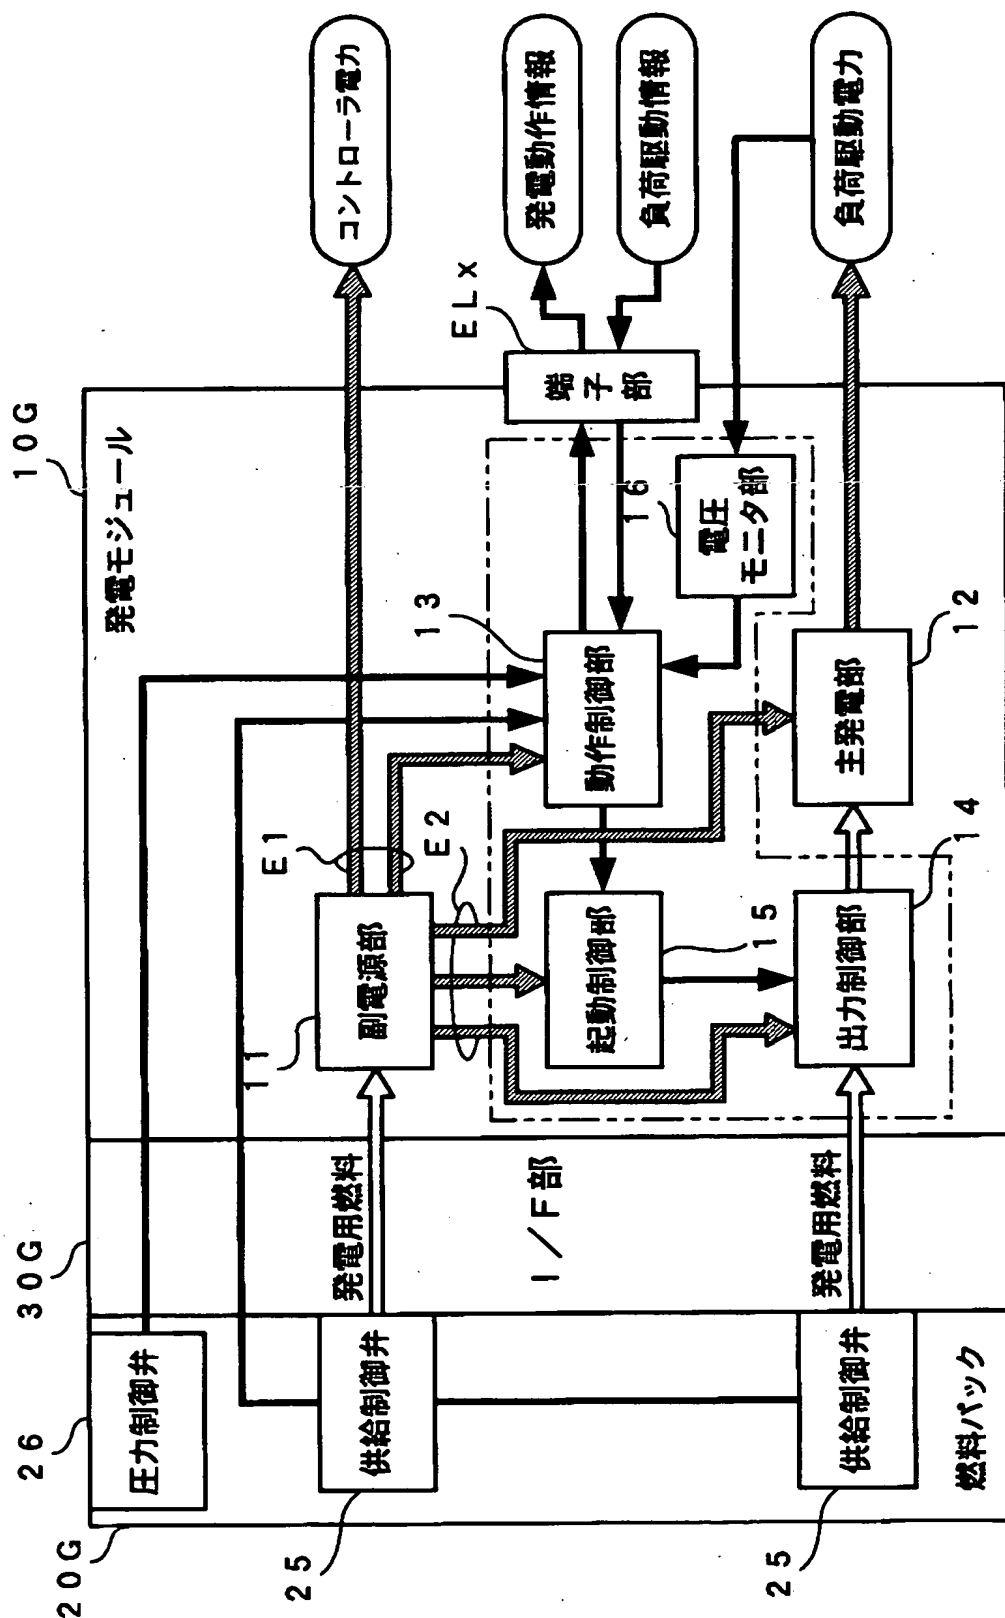 10G
発電モジュール
コントローラ電力
発電動作情報
負荷駆動情報
負荷駆動電力
ELx
端子部
16
電圧
モニタ部
13
動作制御部
12
主発電部
E1
E2
11
副電源部
15
起動制御部
14
出力制御部
30G
I/F部
発電用燃料
発電用燃料
20G
26
圧力制御弁
25
供給制御弁
25
供給制御弁
燃料パック